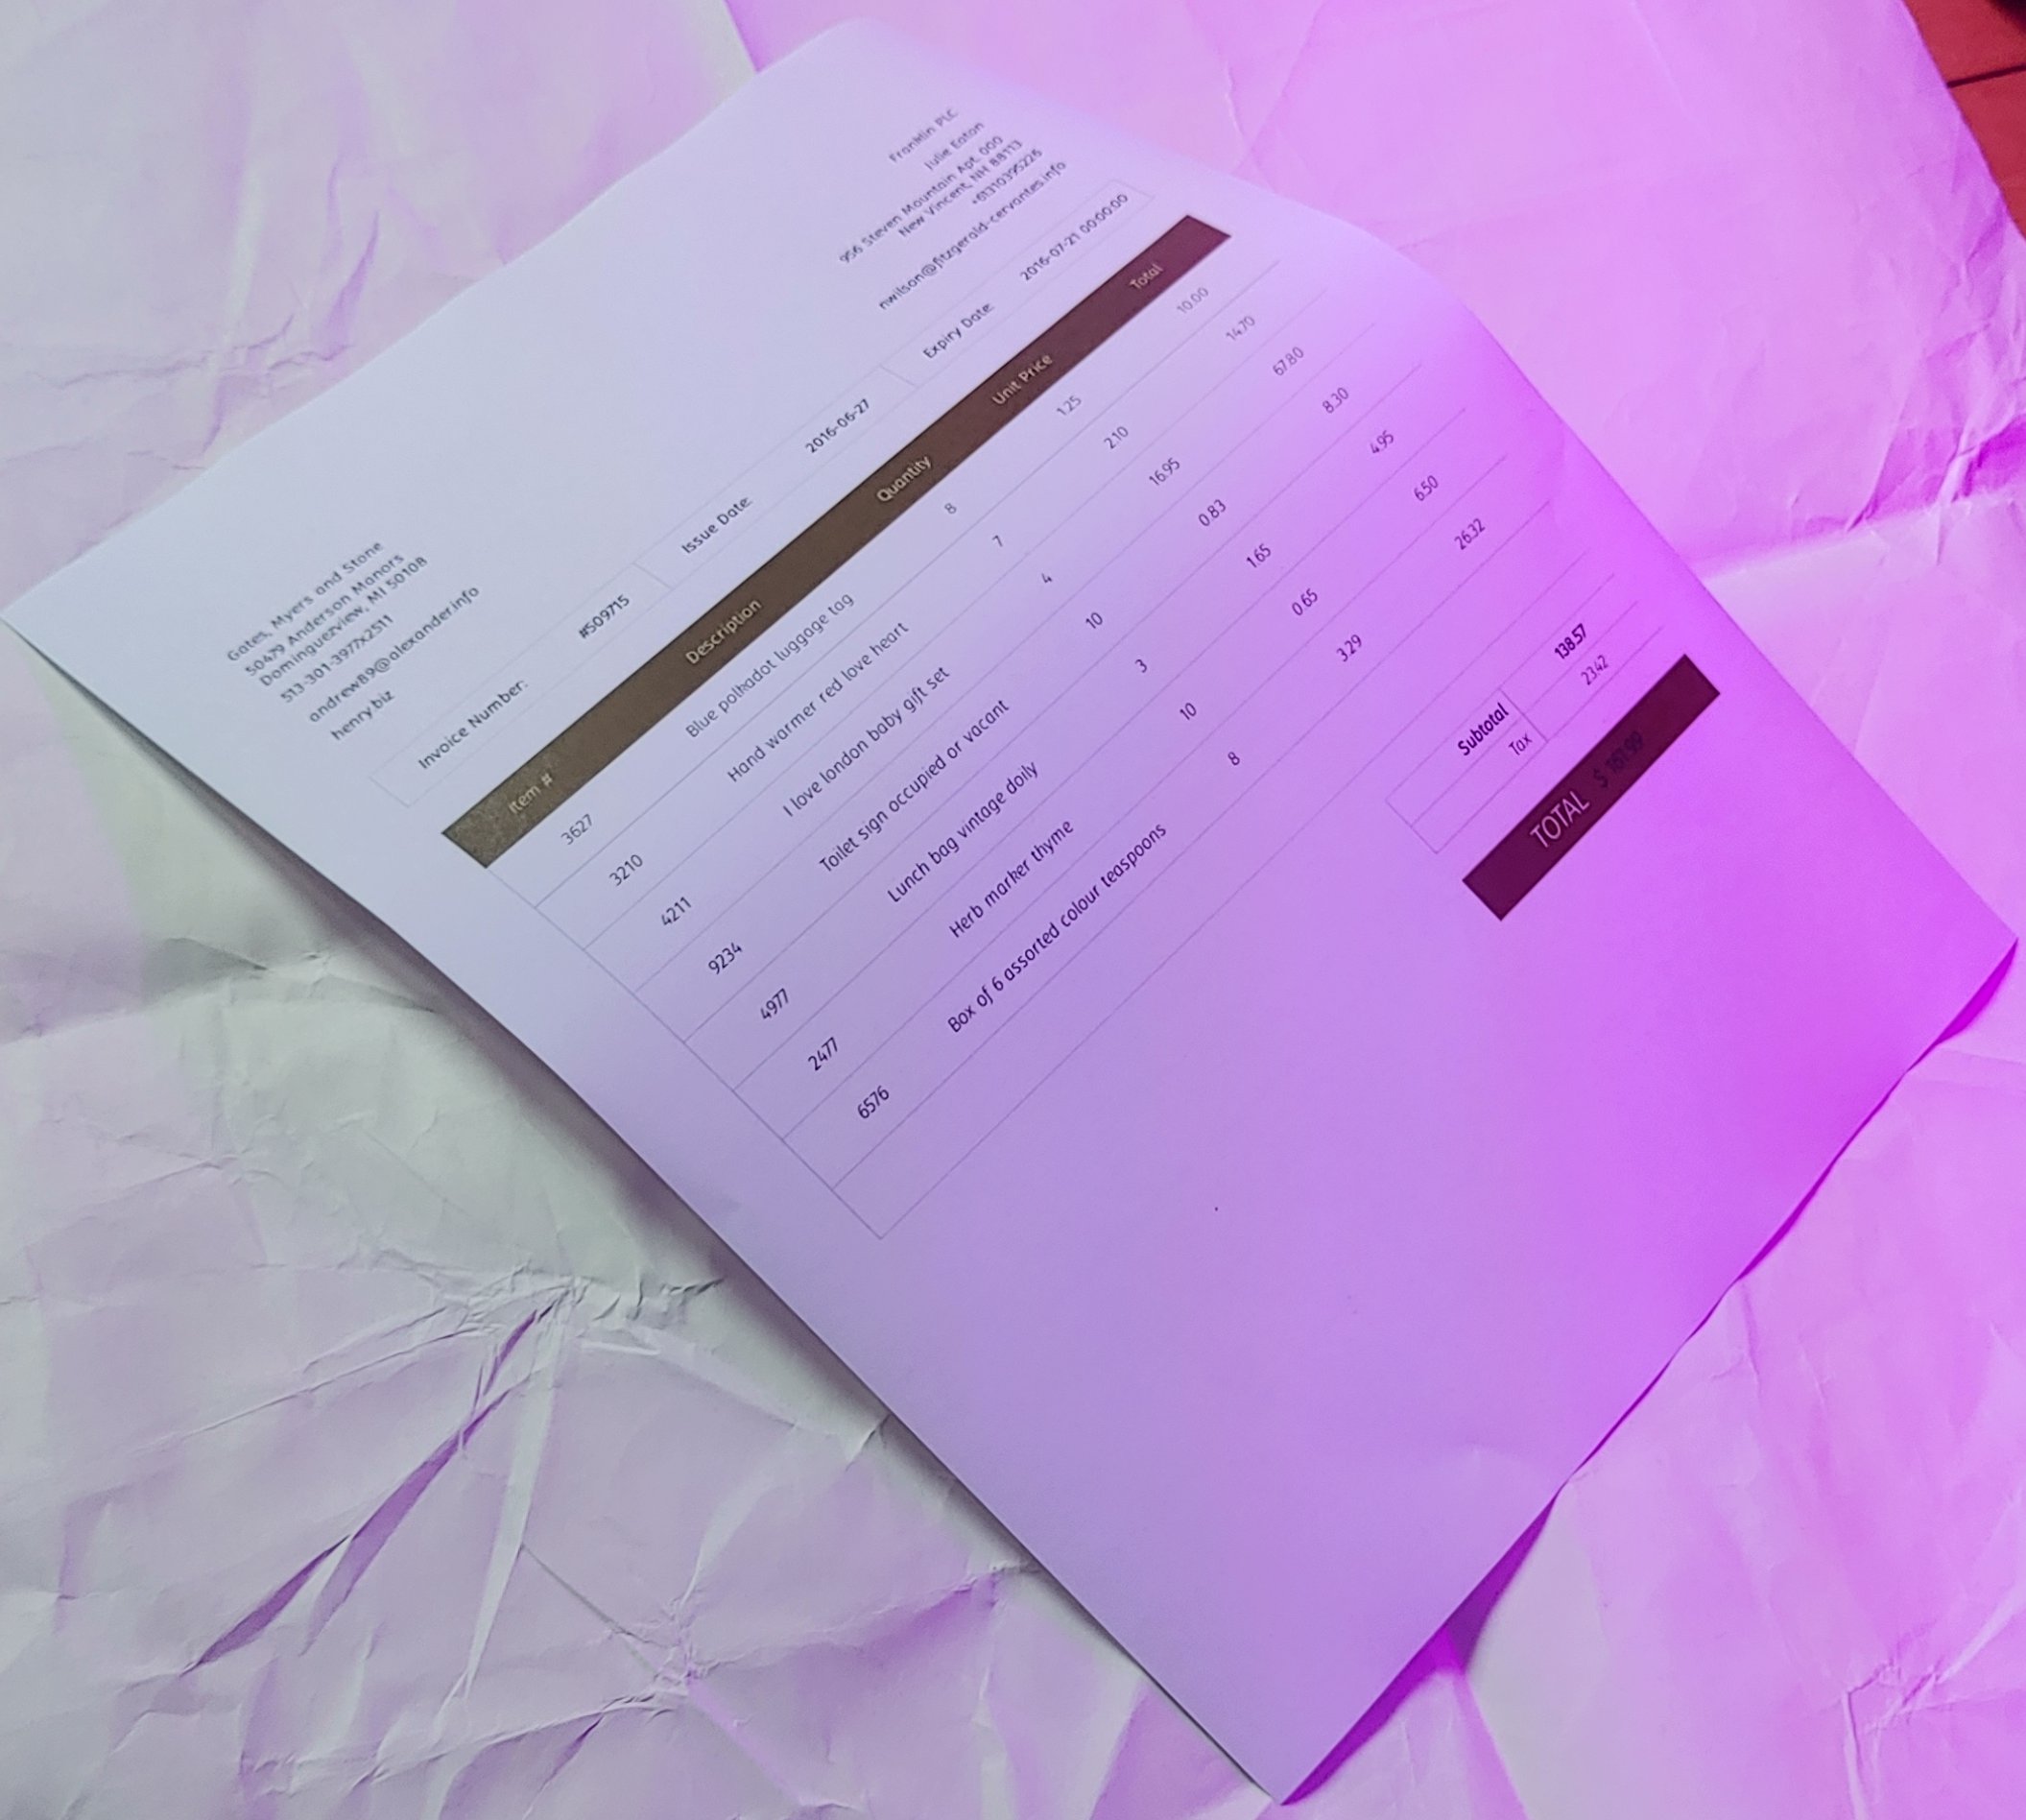 Franklin PLC
Julie Eaton
956 Steven Mountain Apt. 000
New Vincent, NH 88113
+61310395226
nwilson@fitzgerald-cervantes.info
Gates, Myers and Stone
50479 Anderson Manors
Dominguezview, MI 50108
513-301-3977x2511
andrew89@alexander.info
henry.biz
Invoice Number: #509715 Issue Date: 2016-06-27 Expiry Date: 2016-07-21 00:00:00
Item # Description Quantity Unit Price Total
3627 Blue polkadot luggage tag 8 1.25 10.00
3210 Hand warmer red love heart 7 2.10 14.70
4211 I love london baby gift set 4 16.95 67.80
9234 Toilet sign occupied or vacant 10 0.83 8.30
4977 Lunch bag vintage doily 3 1.65 4.95
2477 Herb marker thyme 10 0.65 6.50
6576 Box of 6 assorted colour teaspoons 8 3.29 26.32
Subtotal 138.57
Tax 23.42
TOTAL $ 161.99